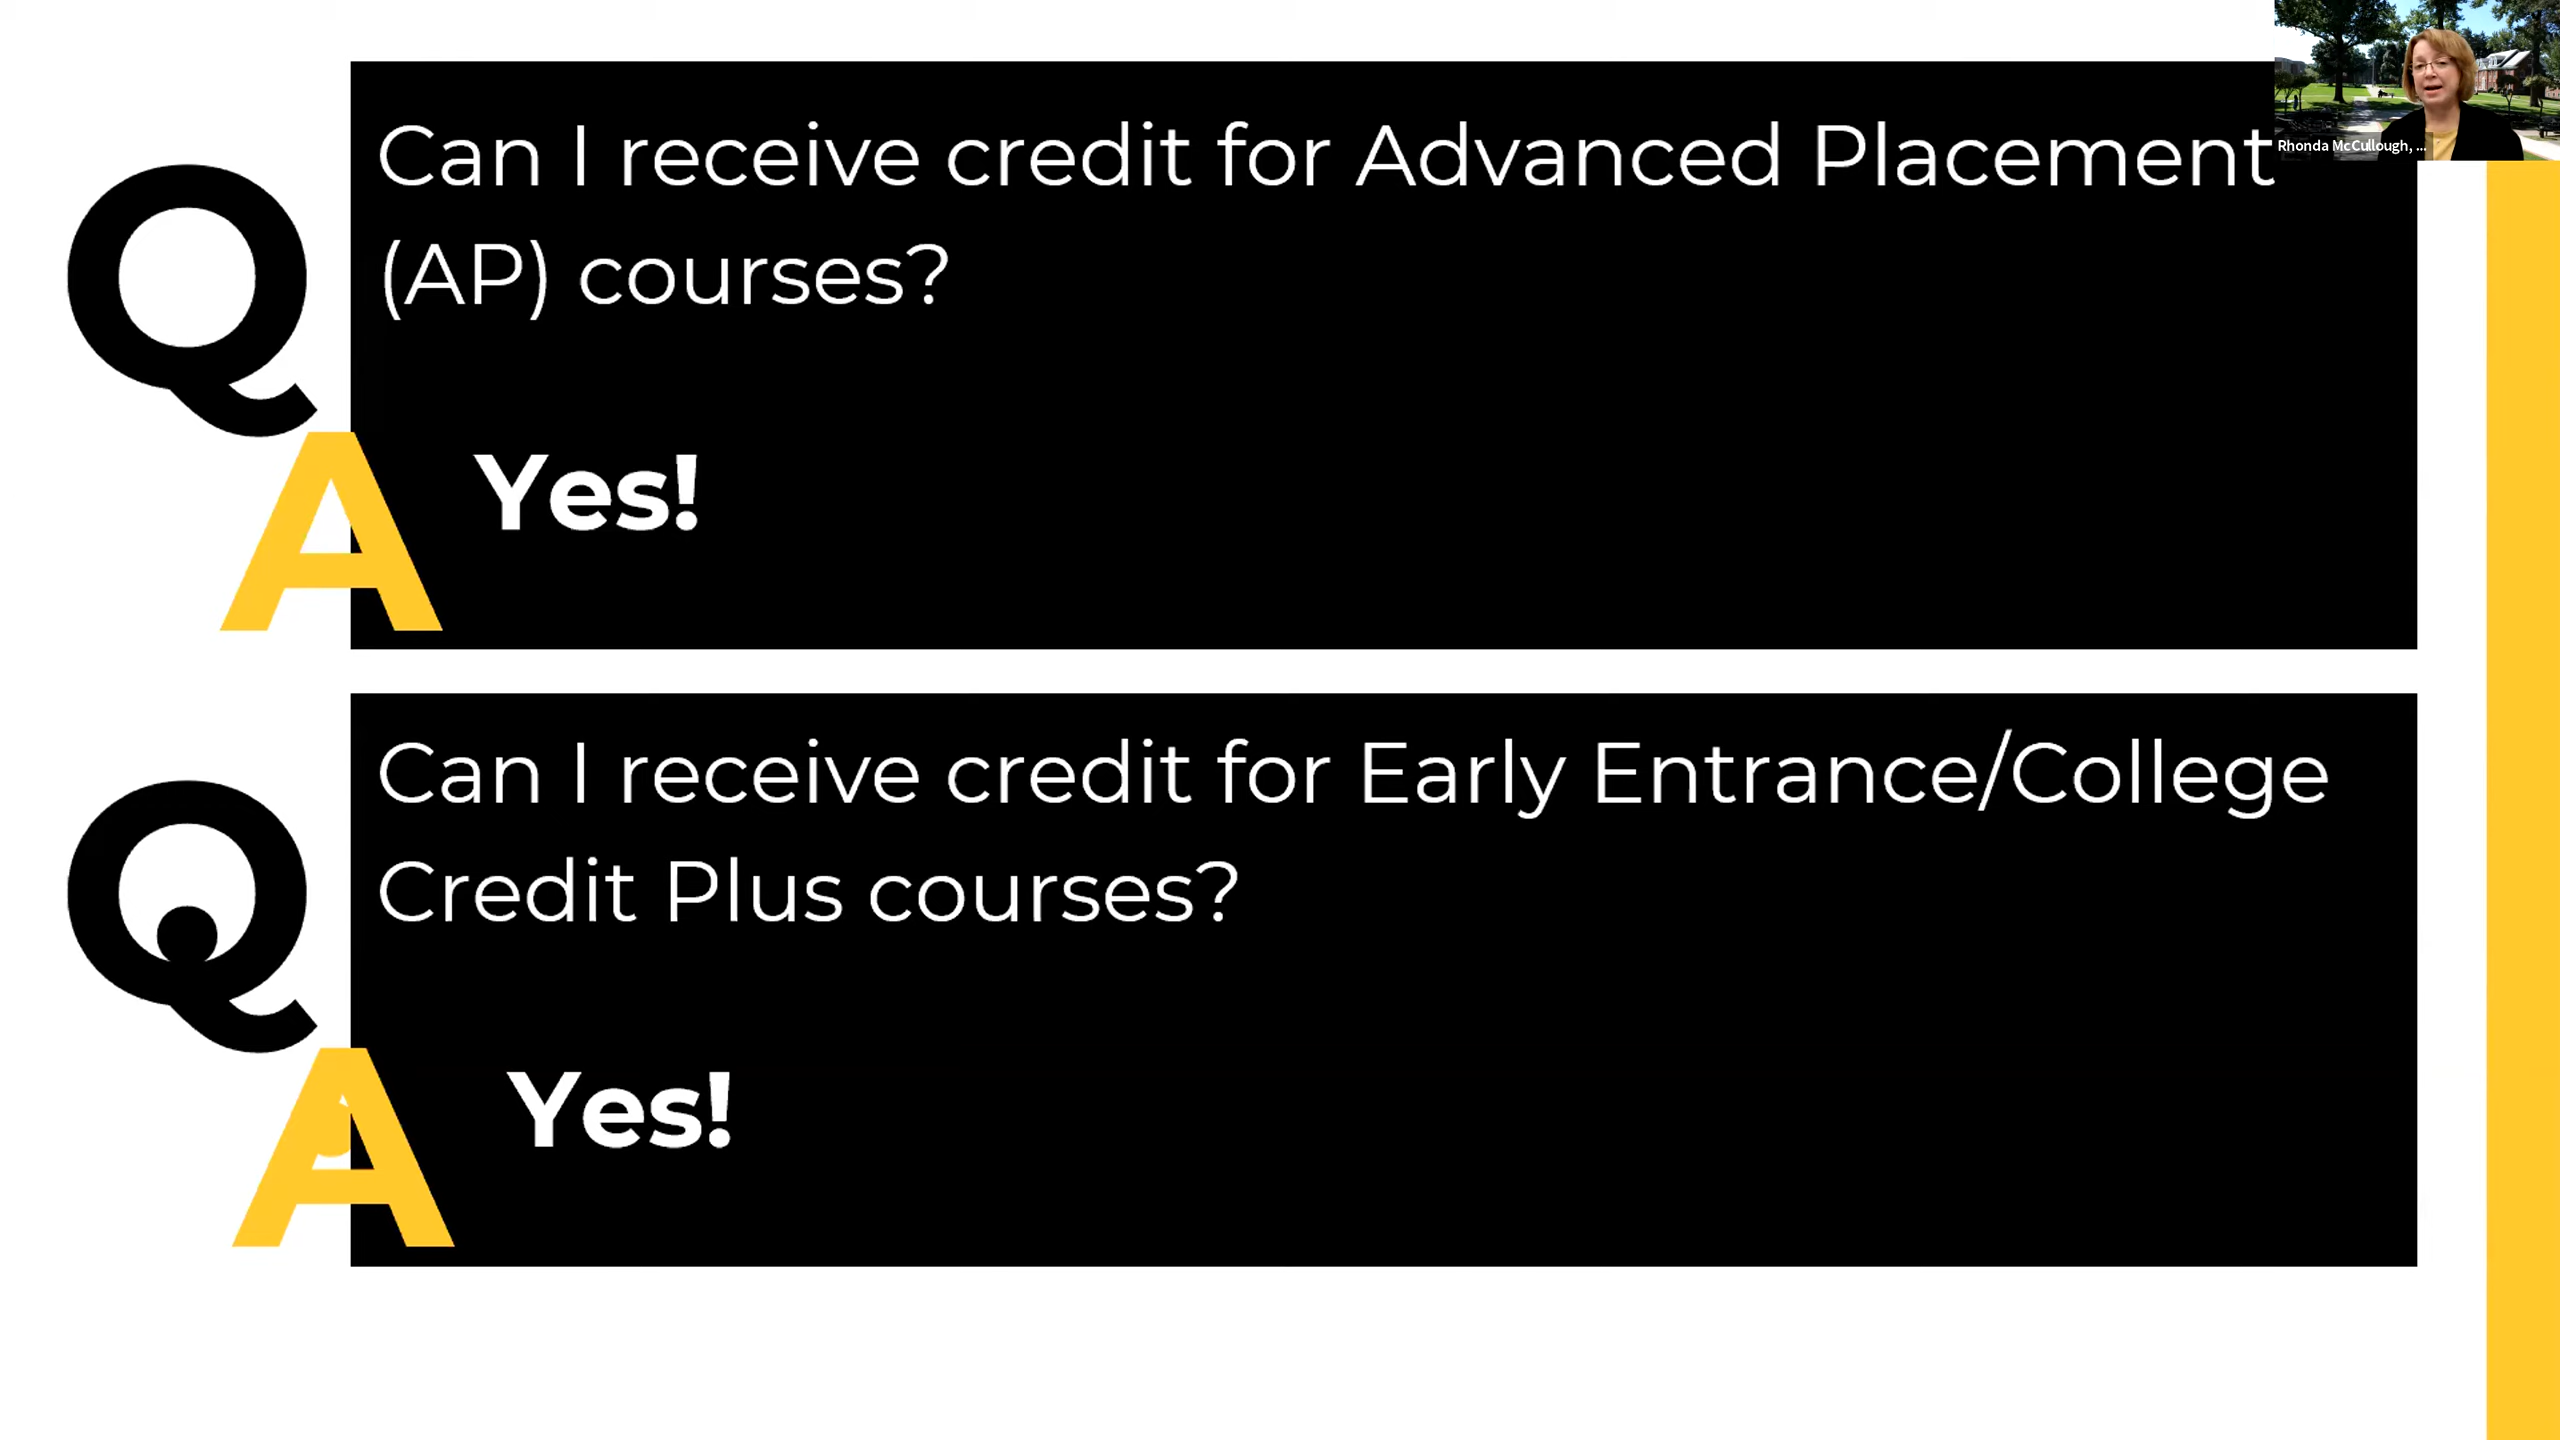 Q
Can I receive credit for Advanced Placement
(AP) courses?
A
Yes!
Rhonda McCullough, ...
Q
Can I receive credit for Early Entrance/College
Credit Plus courses?
A
Yes!